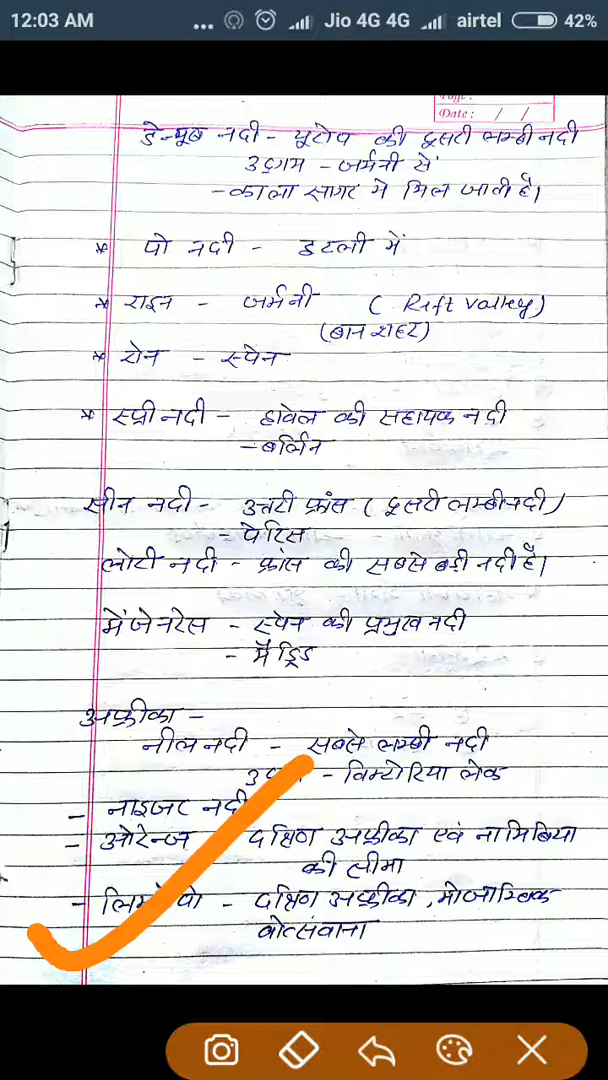 12:03 AM ... Jio 4G 4G airtel 42%
Page:
Date: / /
डेन्यूब नदी - यूरोप की दूसरी लम्बी नदी
उद्गम - जर्मनी से
- काला सागर में मिल जाती है।
* पो नदी - इटली में
* राइन - जर्मनी ( Rift valley)
(बान शहर)
* रोन - स्पेन
* स्प्री नदी - हावेल की सहायक नदी
- बर्लिन
सीन नदी - उत्तरी फ्रांस ( दूसरी लम्बी नदी )
- पेरिस
लोरी नदी - फ्रांस की सबसे बड़ी नदी है।
मेंजेनरेस - स्पेन की प्रमुख नदी
- मैड्रिड
अफ्रीका -
नील नदी - सबसे लम्बी नदी
- विक्टोरिया लेक
- नाइजर नदी
- ओरेन्ज दक्षिण अफ्रीका एवं नामिबिया
की सीमा
- दक्षिण अफ्रीका, मोजाम्बिक
बोत्सवाना